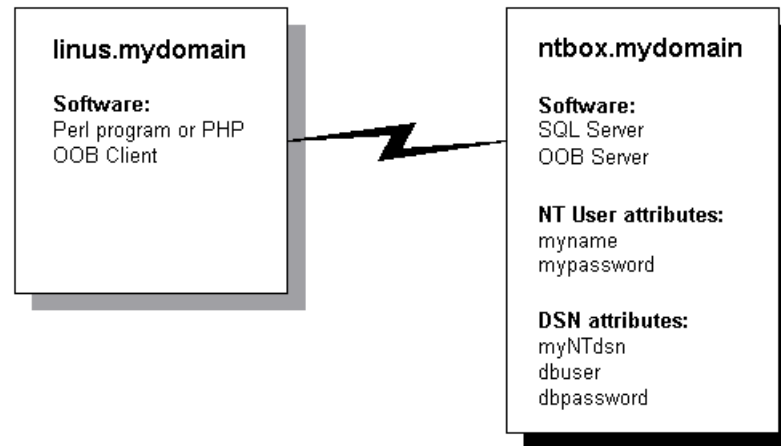 linus.mydomain
Software:
Perl program or PHP
OOB Client
ntbox.mydomain
Software:
SQL Server
OOB Server
NT User attributes:
myname
mypassword
DSN attributes:
myNTdsn
dbuser
dbpassword